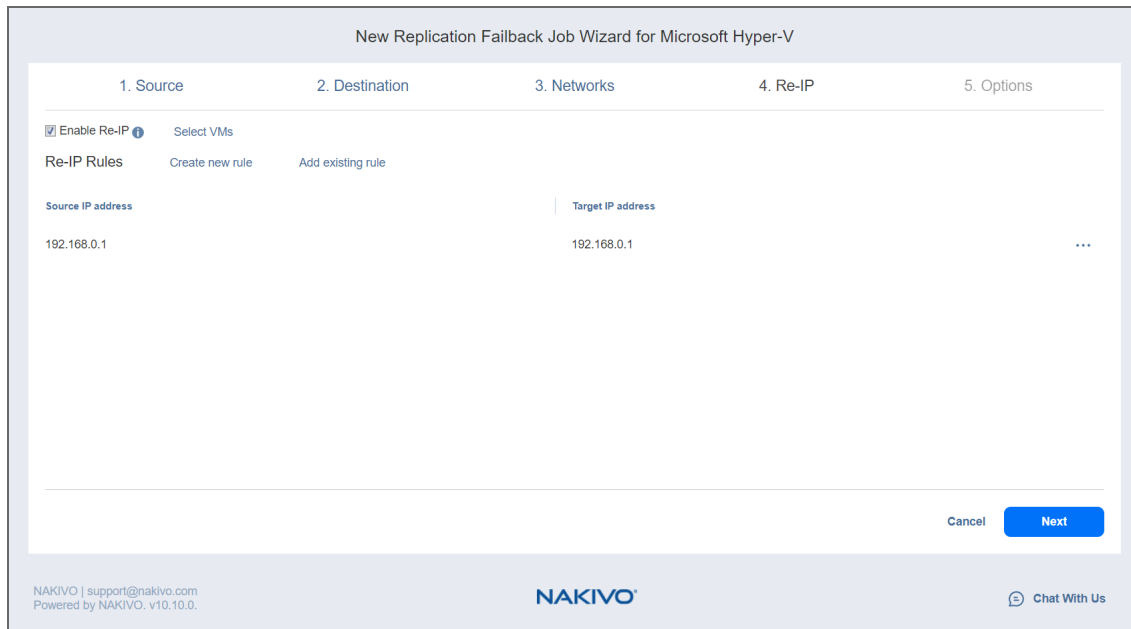 New Replication Failback Job Wizard for Microsoft Hyper-V
1. Source 2. Destination 3. Networks 4. Re-IP 5. Options
Enable Re-IP Select VMs
Re-IP Rules Create new rule Add existing rule
Source IP address Target IP address
192.168.0.1 192.168.0.1 ...
Cancel Next
NAKIVO | support@nakivo.com
Powered by NAKIVO. v10.10.0.
NAKIVO®
Chat With Us